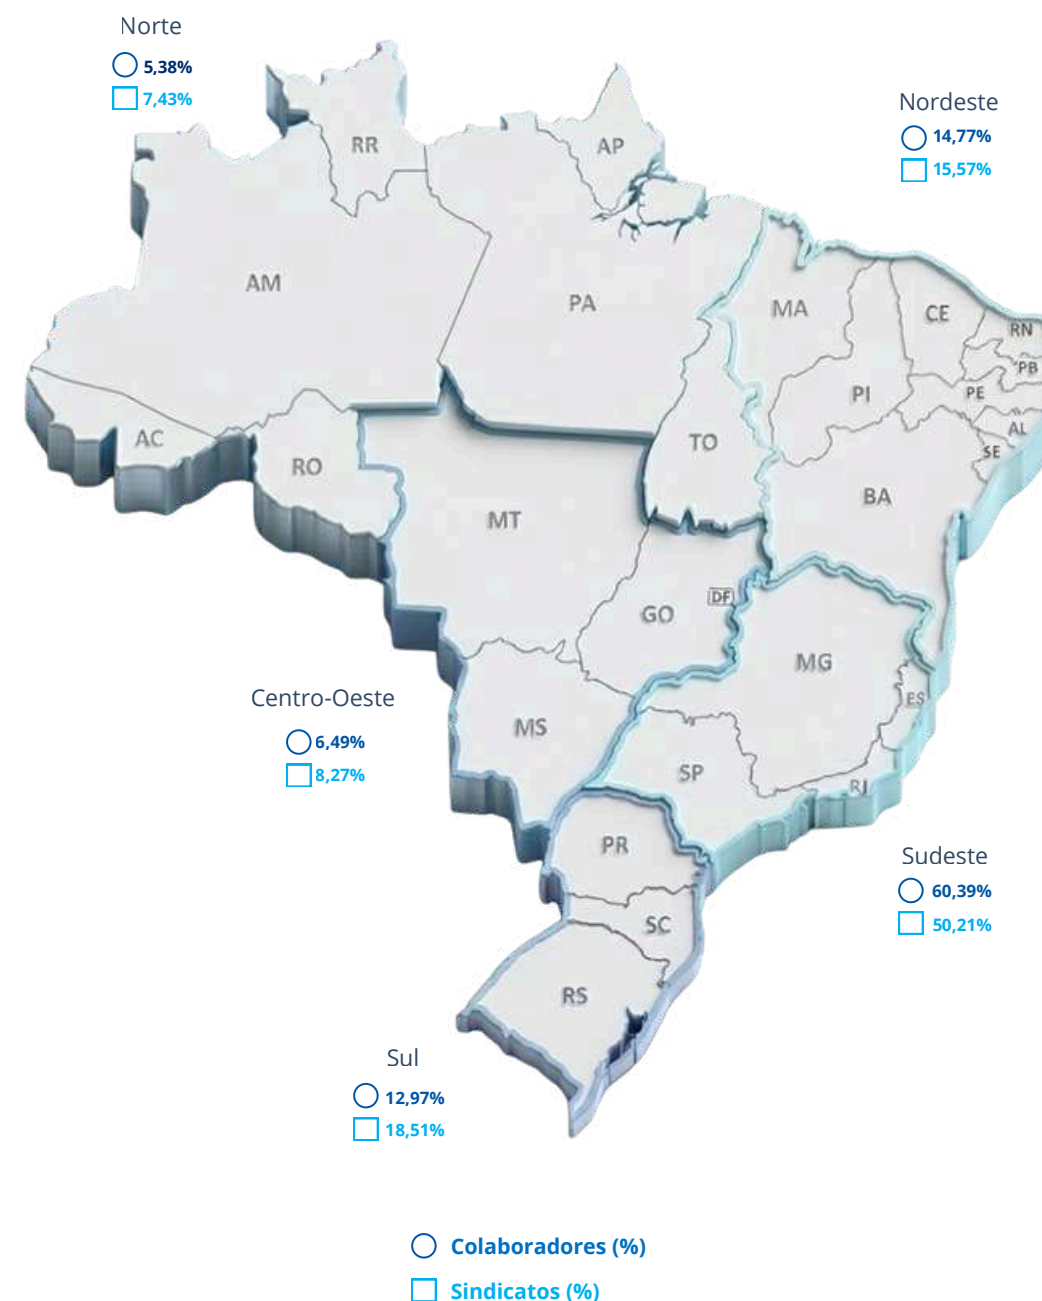 Norte
5,38%
7,43%
Nordeste
14,77%
15,57%
RR
AP
AM
PA
MA
CE
RN
PB
PI
PE
AC
RO
TO
AL
SE
BA
MT
GO
DF
MG
ES
Centro-Oeste
6,49%
8,27%
MS
SP
RJ
PR
Sudeste
60,39%
50,21%
SC
RS
Sul
12,97%
18,51%
Colaboradores (%)
Sindicatos (%)